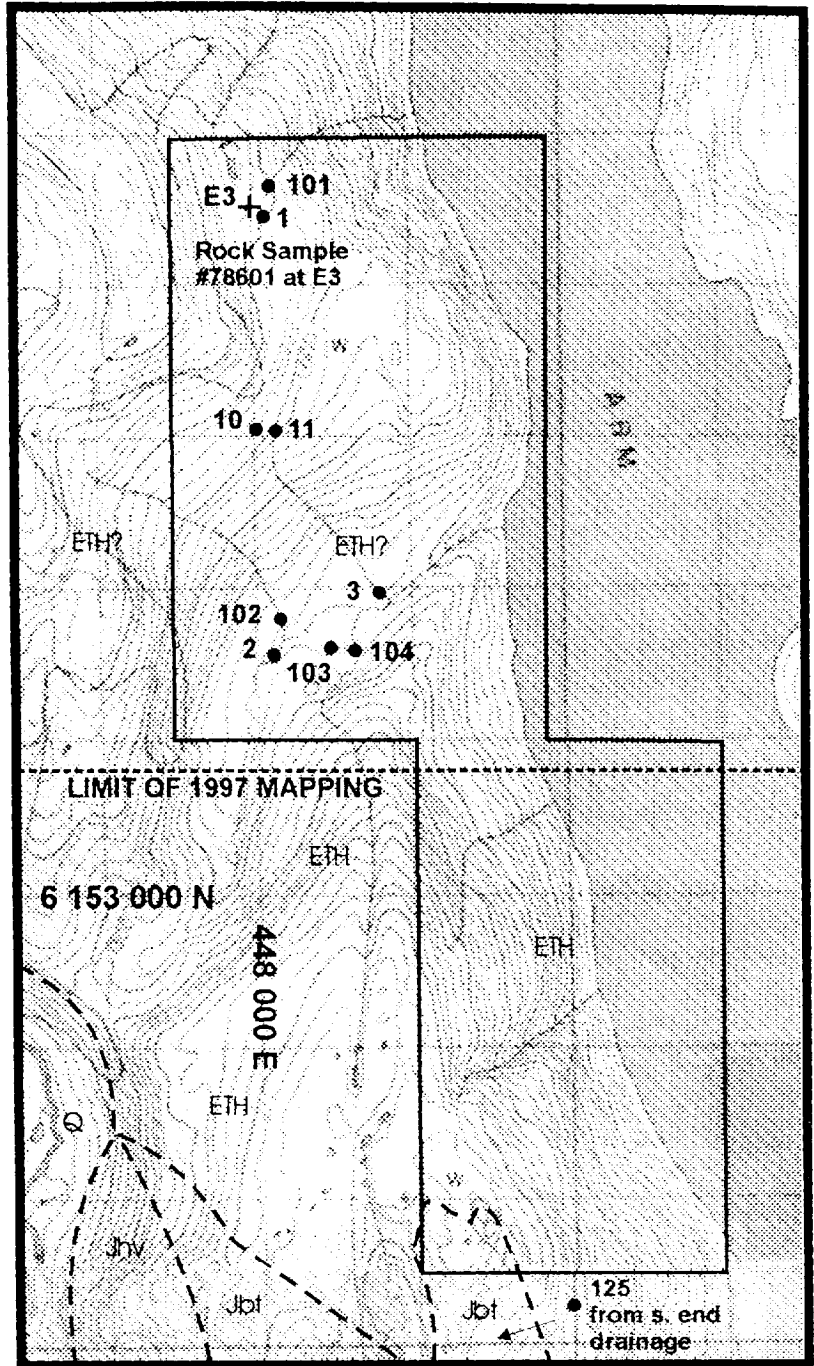 101
E3
1
Rock Sample
#78601 at E3
W
10
11
ARM
ETH?
ETH?
3
102
2
103
104
LIMIT OF 1997 MAPPING
ETH
6 153 000 N
448 000 E
ETH
ETH
Q
W
Jhv
Jbt
Jbt
125
from s. end
drainage